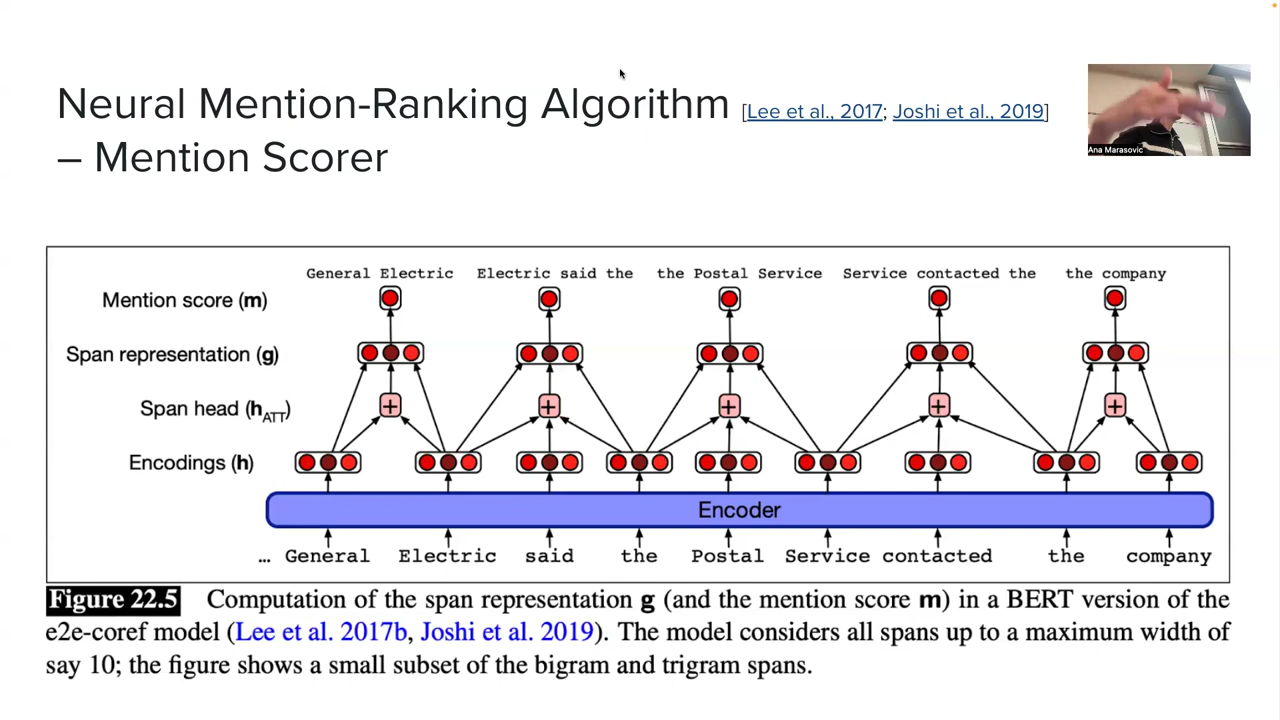 Neural Mention-Ranking Algorithm [Lee et al., 2017; Joshi et al., 2019]
– Mention Scorer
Ana Marasovic
General Electric Electric said the the Postal Service Service contacted the the company
Mention score (m)
Span representation (g)
Span head (hATT)
+ + + + +
Encodings (h)
Encoder
... General Electric said the Postal Service contacted the company
Figure 22.5 Computation of the span representation g (and the mention score m) in a BERT version of the
e2e-coref model (Lee et al. 2017b, Joshi et al. 2019). The model considers all spans up to a maximum width of
say 10; the figure shows a small subset of the bigram and trigram spans.